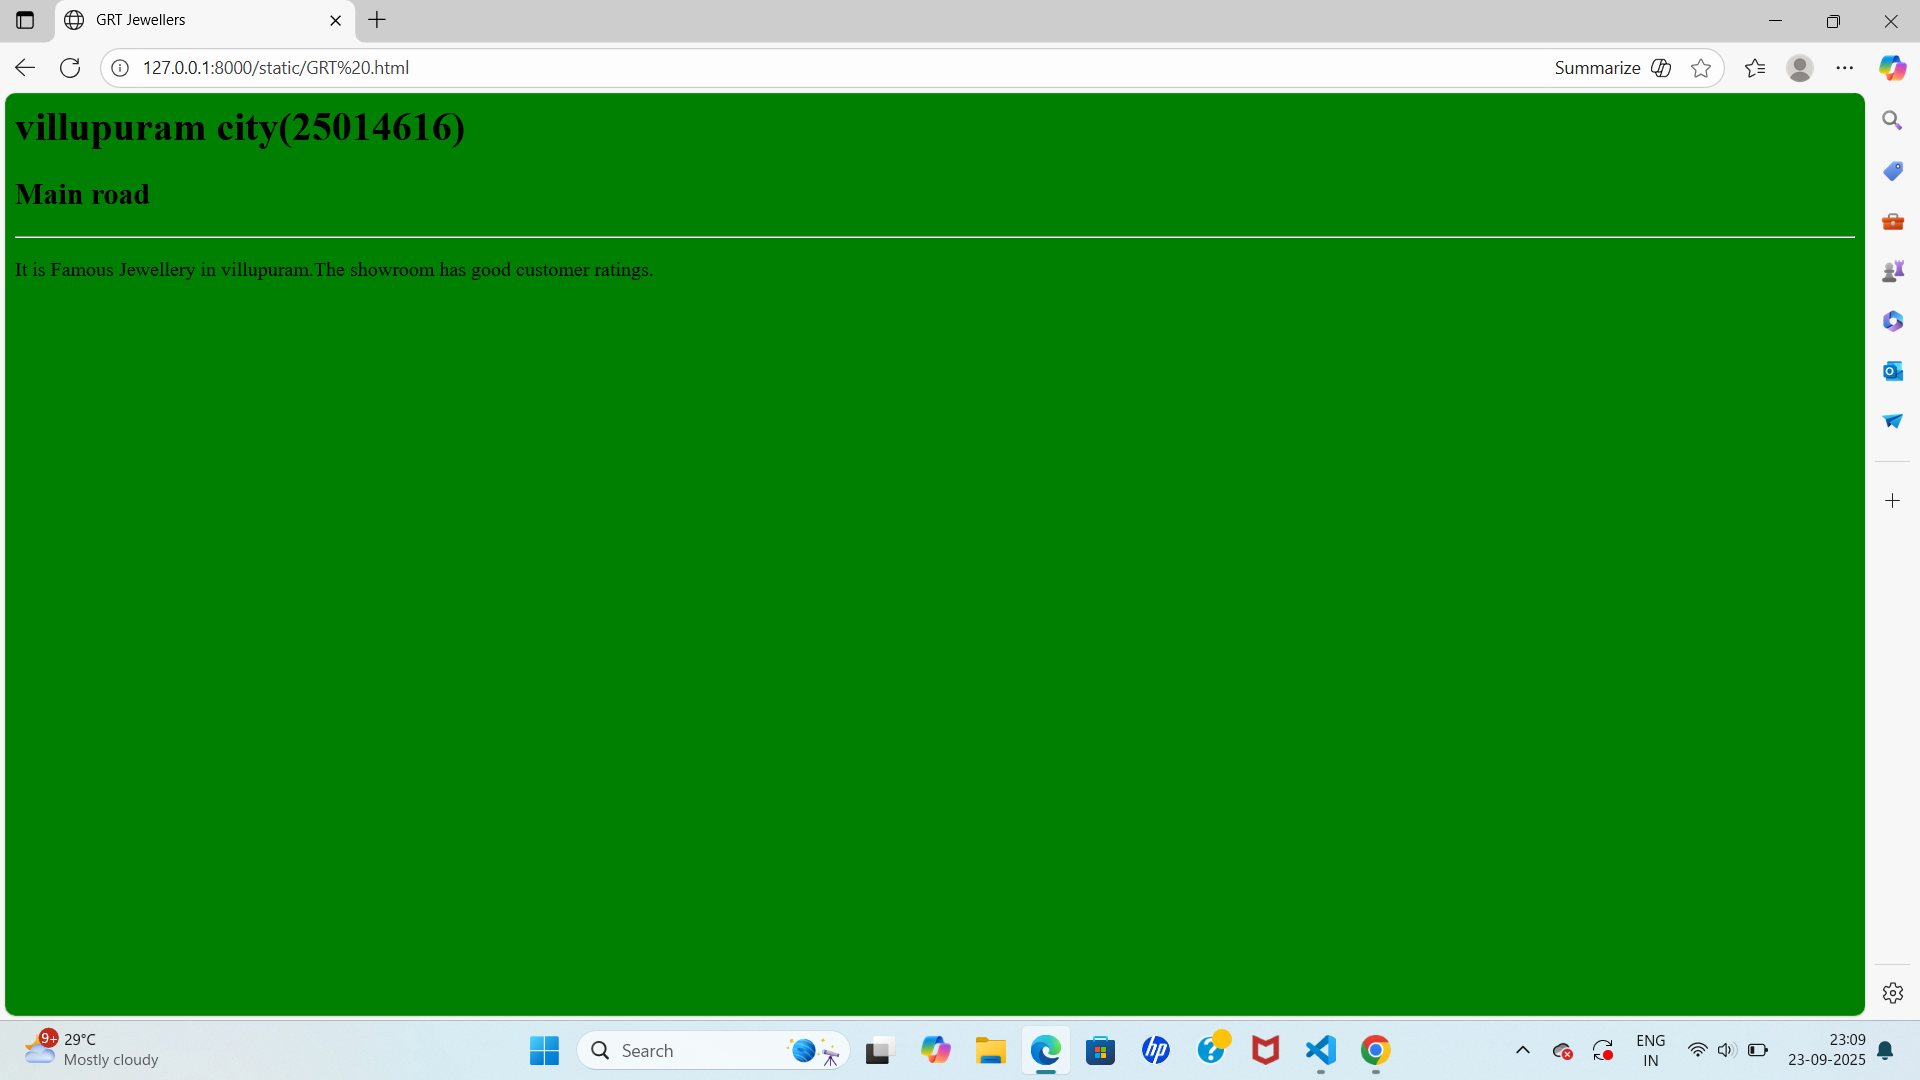 GRT Jewellers
127.0.0.1:8000/static/GRT%20.html
Summarize
villupuram city(25014616)
Main road
It is Famous Jewellery in villupuram.The showroom has good customer ratings.
9+
29°C
Mostly cloudy
Search
hp
ENG
IN
23:09
23-09-2025